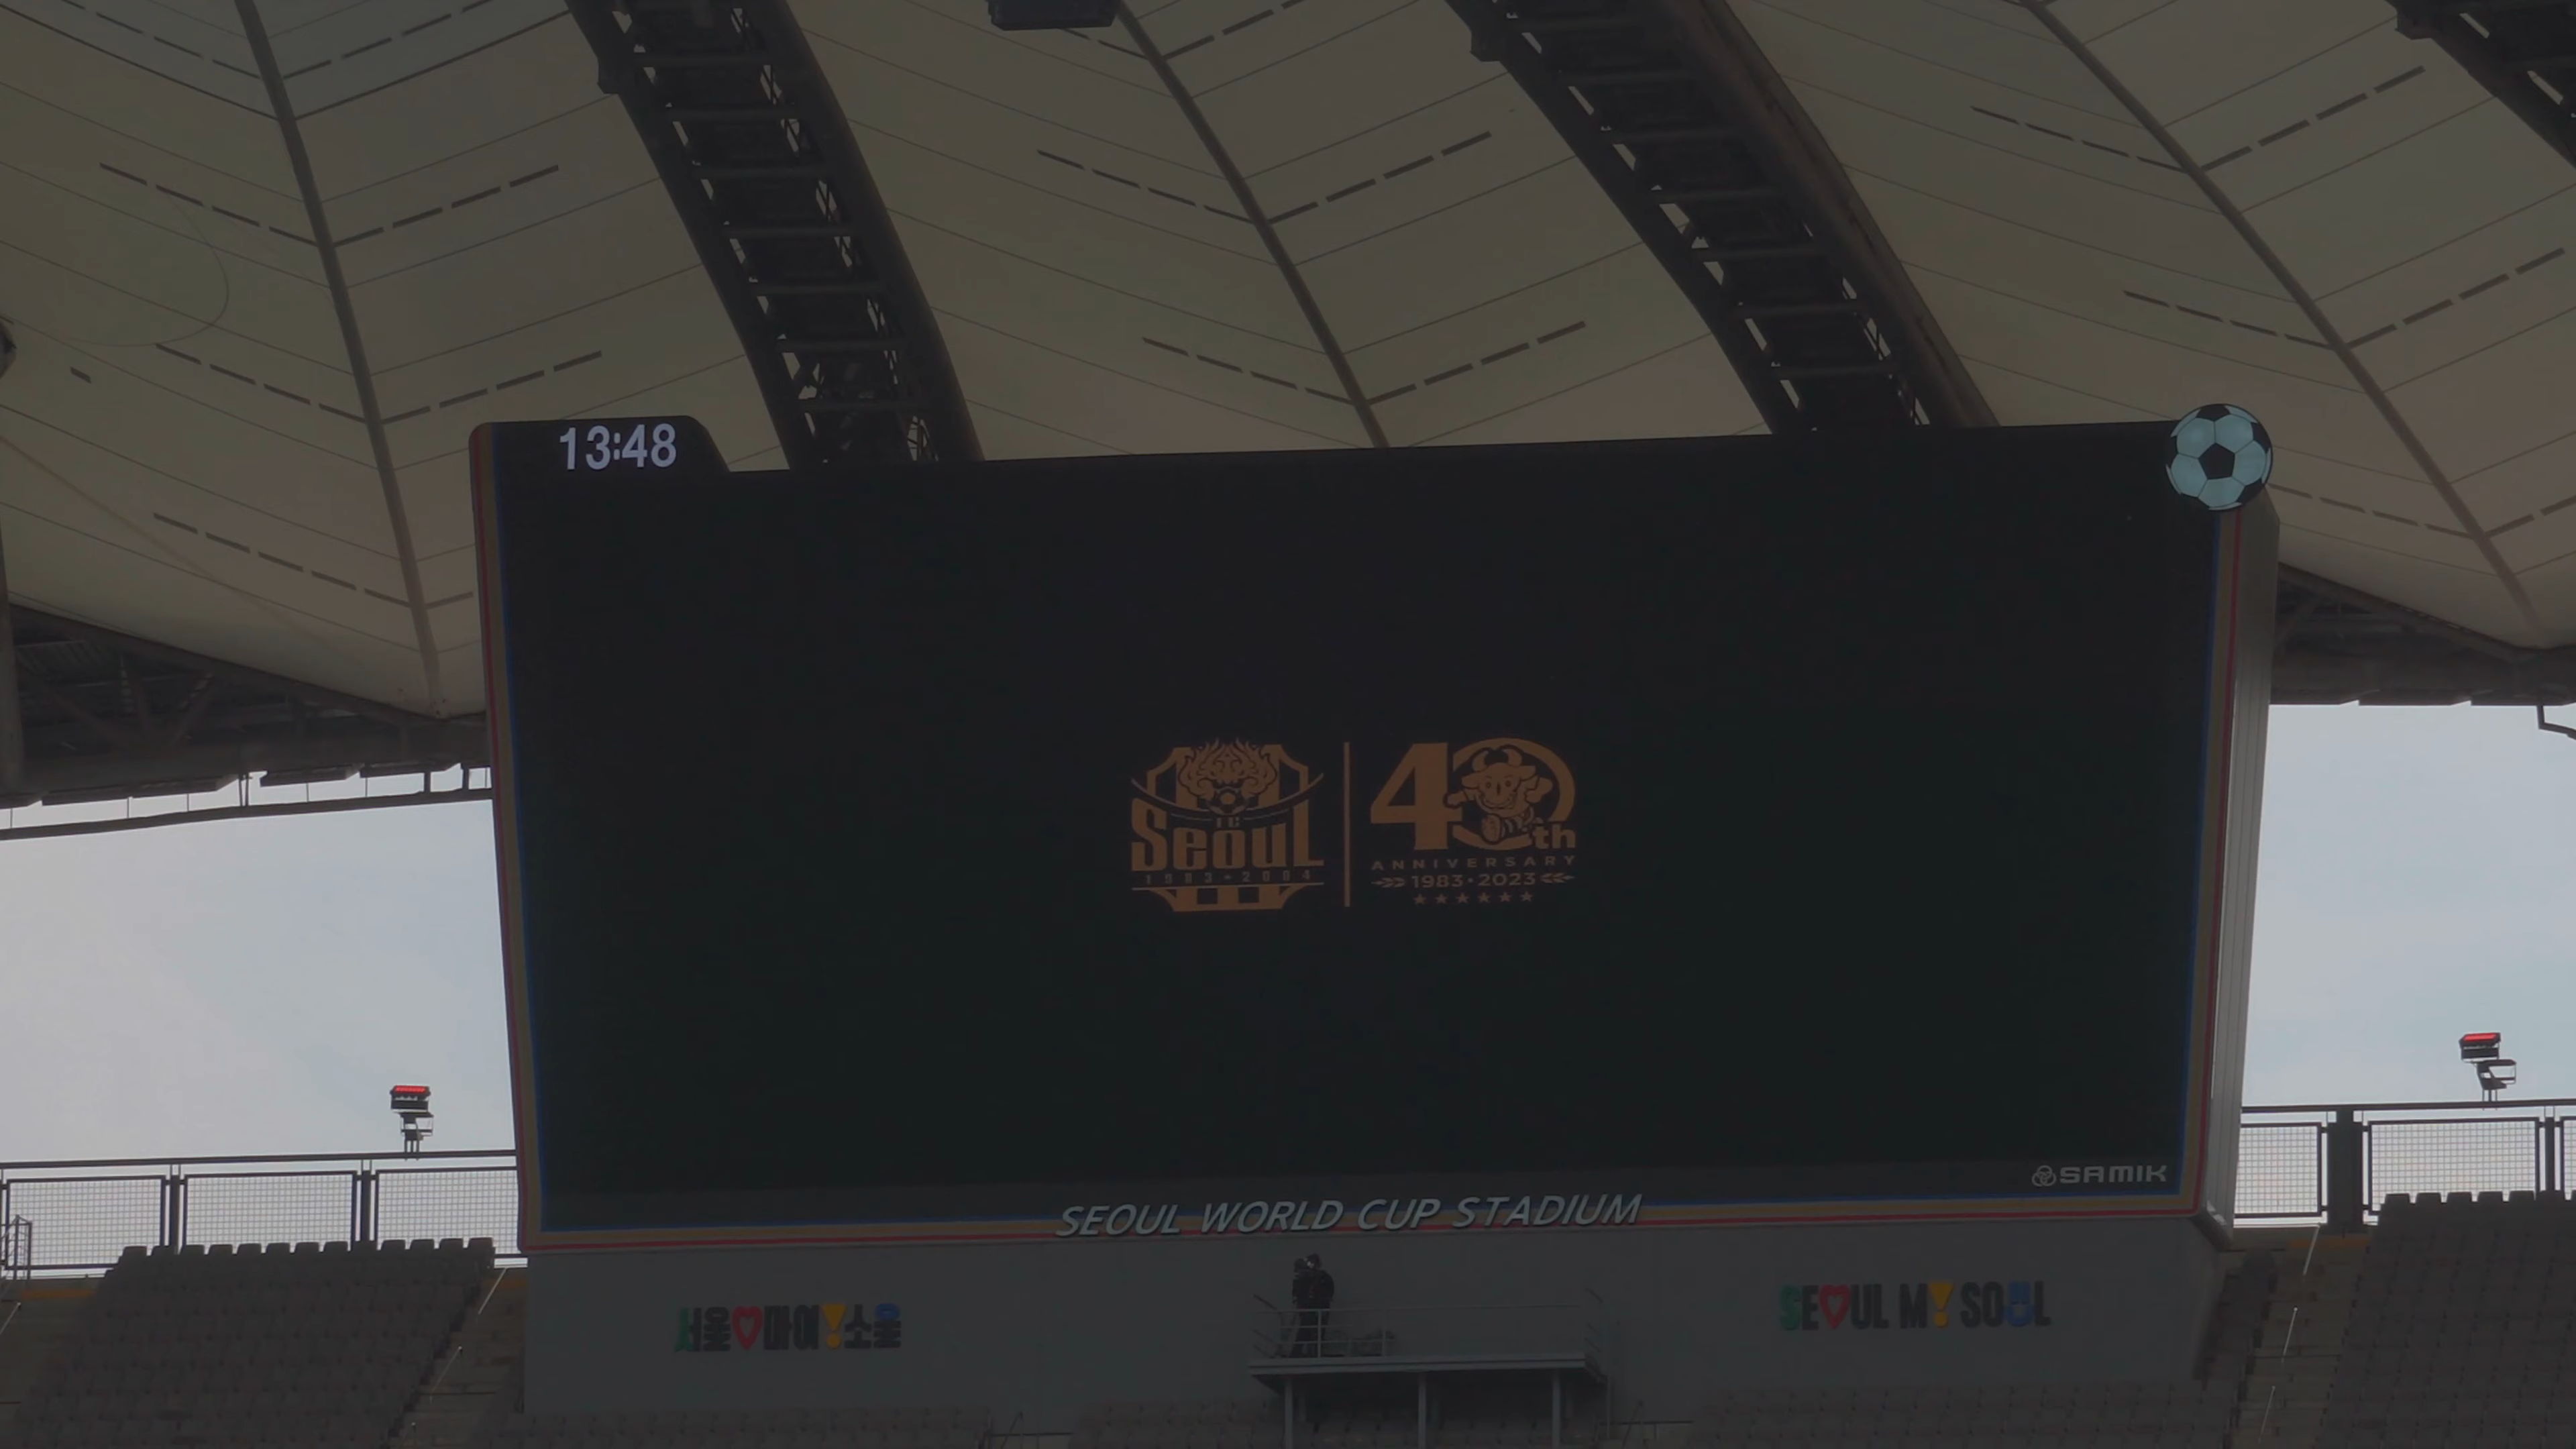 13:48
FC
Seoul
1983•2004
40th
ANNIVERSARY
1983•2023
SAMIK
SEOUL WORLD CUP STADIUM
서울마이소울
SEOUL MY SOUL